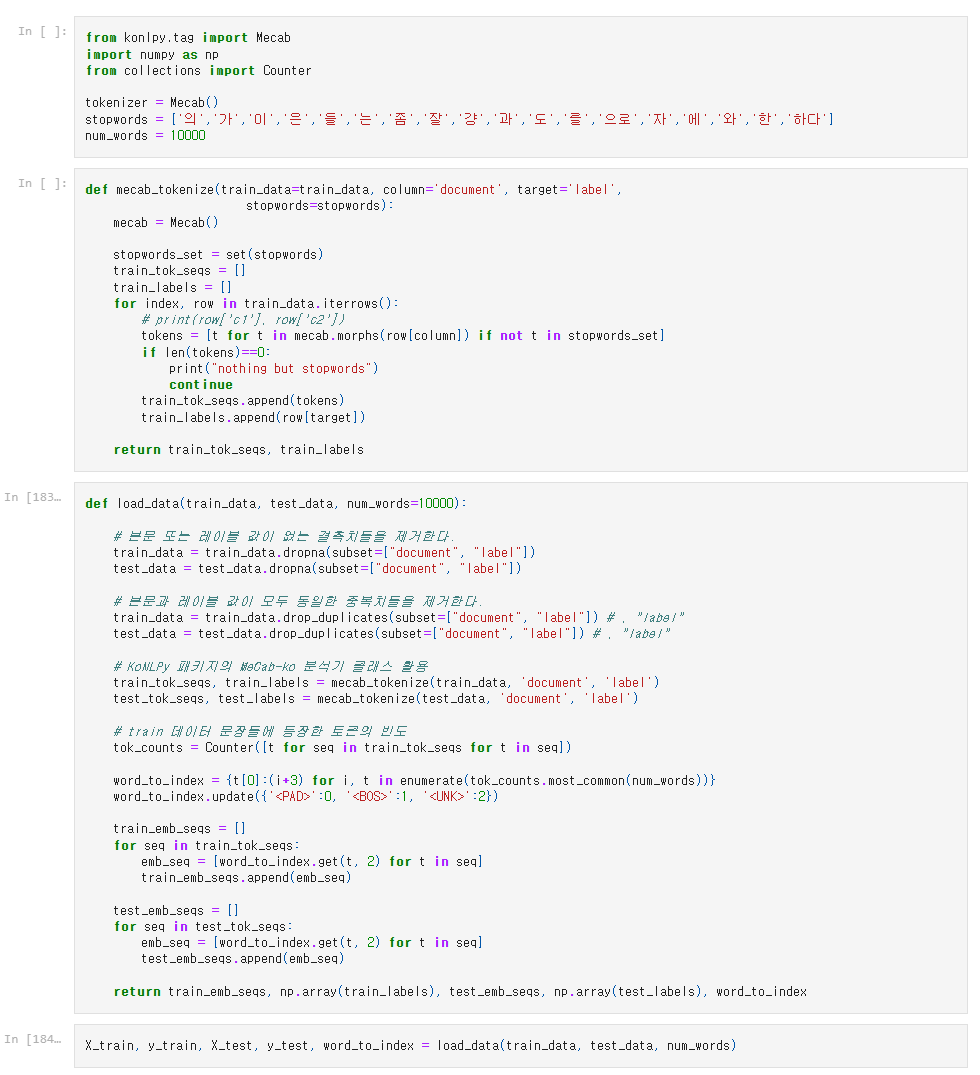 In [ ]:
from konlpy.tag import Mecab
import numpy as np
from collections import Counter

tokenizer = Mecab()
stopwords = ['의','가','이','은','들','는','좀','잘','걍','과','도','를','으로','자','에','와','한','하다']
num_words = 10000

In [ ]:
def mecab_tokenize(train_data=train_data, column='document', target='label',
                       stopwords=stopwords):
    mecab = Mecab()

    stopwords_set = set(stopwords)
    train_tok_seqs = []
    train_labels = []
    for index, row in train_data.iterrows():
        # print(row['c1'], row['c2'])
        tokens = [t for t in mecab.morphs(row[column]) if not t in stopwords_set]
        if len(tokens)==0:
            print("nothing but stopwords")
            continue
        train_tok_seqs.append(tokens)
        train_labels.append(row[target])

    return train_tok_seqs, train_labels

In [183…
def load_data(train_data, test_data, num_words=10000):

    # 본문 또는 레이블 값이 없는 결측치들을 제거한다.
    train_data = train_data.dropna(subset=["document", "label"])
    test_data = test_data.dropna(subset=["document", "label"])

    # 본문과 레이블 값이 모두 동일한 중복치들을 제거한다.
    train_data = train_data.drop_duplicates(subset=["document", "label"]) # , "label"
    test_data = test_data.drop_duplicates(subset=["document", "label"]) # , "label"

    # KoNLPy 패키지의 MeCab-ko 분석기 클래스 활용
    train_tok_seqs, train_labels = mecab_tokenize(train_data, 'document', 'label')
    test_tok_seqs, test_labels = mecab_tokenize(test_data, 'document', 'label')

    # train 데이터 문장들에 등장한 토큰의 빈도
    tok_counts = Counter([t for seq in train_tok_seqs for t in seq])

    word_to_index = {t[0]:(i+3) for i, t in enumerate(tok_counts.most_common(num_words))}
    word_to_index.update({'<PAD>':0, '<BOS>':1, '<UNK>':2})

    train_emb_seqs = []
    for seq in train_tok_seqs:
        emb_seq = [word_to_index.get(t, 2) for t in seq]
        train_emb_seqs.append(emb_seq)

    test_emb_seqs = []
    for seq in test_tok_seqs:
        emb_seq = [word_to_index.get(t, 2) for t in seq]
        test_emb_seqs.append(emb_seq)

    return train_emb_seqs, np.array(train_labels), test_emb_seqs, np.array(test_labels), word_to_index

In [184…
X_train, y_train, X_test, y_test, word_to_index = load_data(train_data, test_data, num_words)